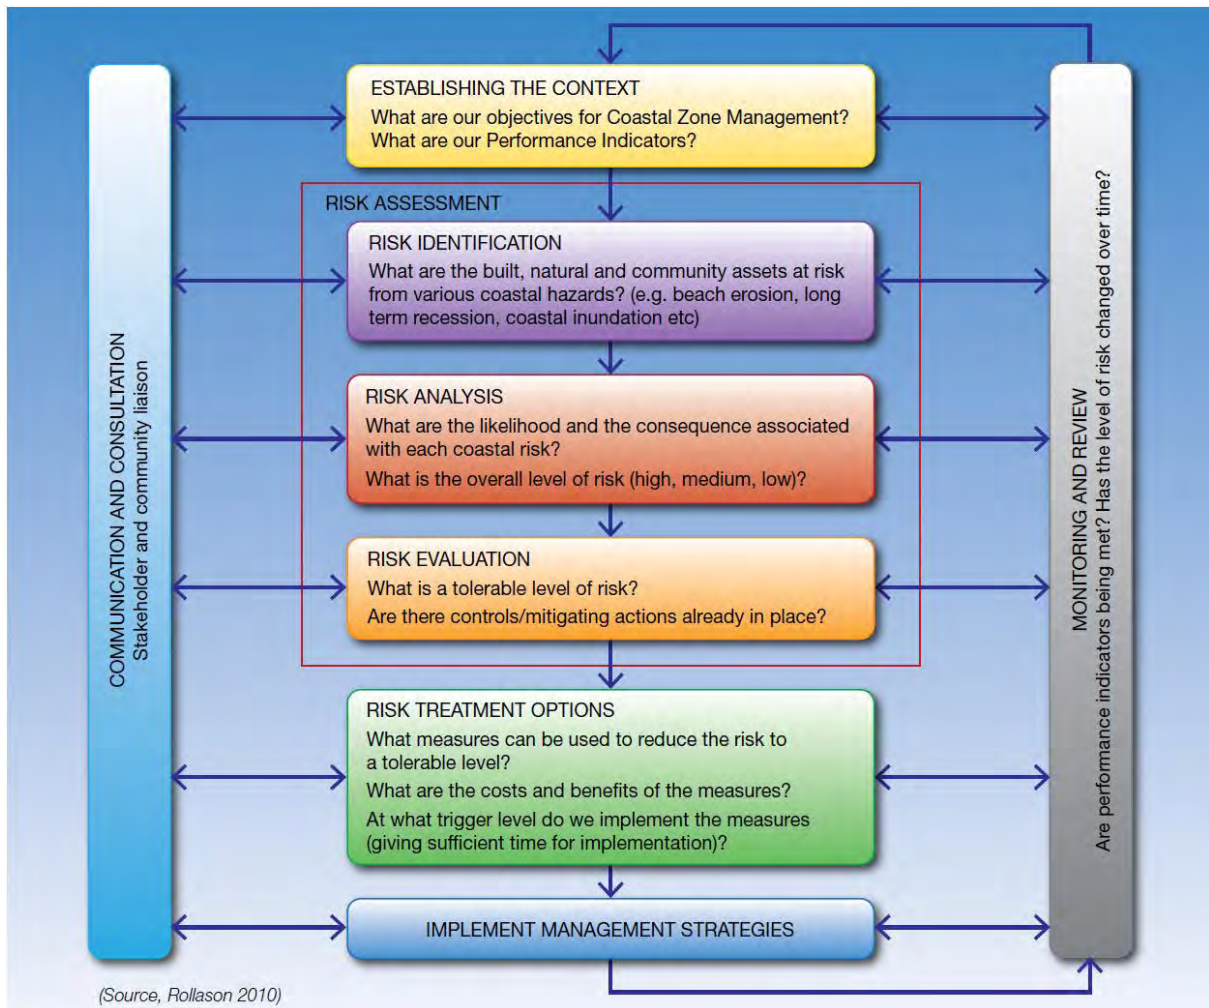 ESTABLISHING THE CONTEXT
What are our objectives for Coastal Zone Management?
What are our Performance Indicators?
RISK ASSESSMENT
RISK IDENTIFICATION
What are the built, natural and community assets at risk
from various coastal hazards? (e.g. beach erosion, long
term recession, coastal inundation etc)
RISK ANALYSIS
What are the likelihood and the consequence associated
with each coastal risk?
What is the overall level of risk (high, medium, low)?
RISK EVALUATION
What is a tolerable level of risk?
Are there controls/mitigating actions already in place?
RISK TREATMENT OPTIONS
What measures can be used to reduce the risk to
a tolerable level?
What are the costs and benefits of the measures?
At what trigger level do we implement the measures
(giving sufficient time for implementation)?
IMPLEMENT MANAGEMENT STRATEGIES
COMMUNICATION AND CONSULTATION
Stakeholder and community liaison
MONITORING AND REVIEW
Are performance indicators being met? Has the level of risk changed over time?
(Source, Rollason 2010)